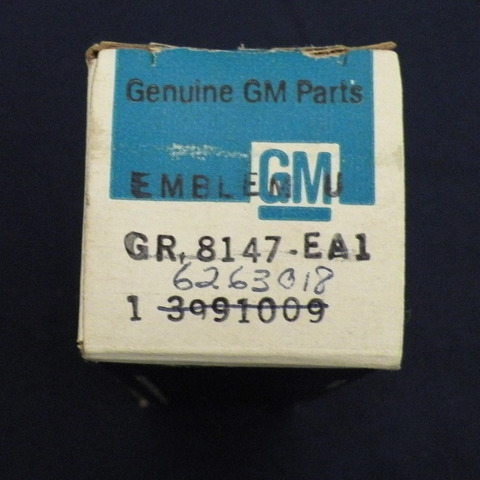 Genuine GM Parts
GM
EMBLEM U
GR. 8147-EA1
6263018
1 3991009